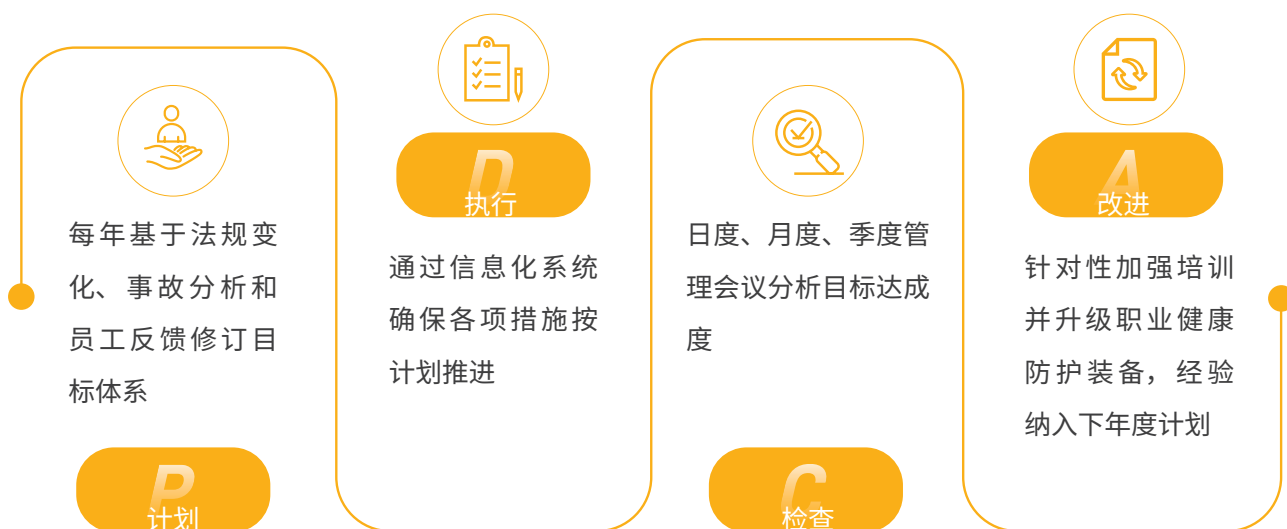 每年基于法规变
化、事故分析和
员工反馈修订目
标体系
P
计划
D
执行
通过信息化系统
确保各项措施按
计划推进
日度、月度、季度管
理会议分析目标达成
度
C
检查
A
改进
针对性加强培训
并升级职业健康
防护装备，经验
纳入下年度计划